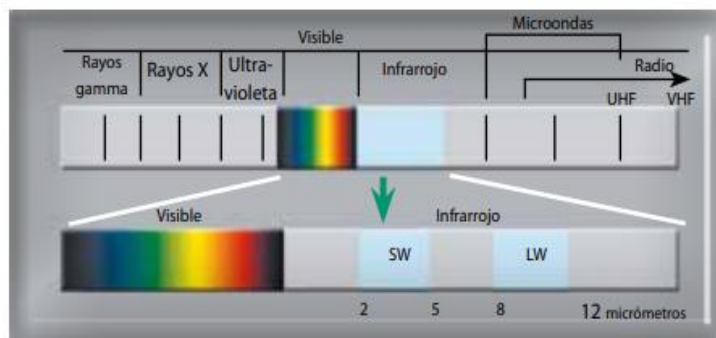 Microondas
Visible
Rayos
gamma
Rayos X
Ultra-
violeta
Infrarrojo
Radio
UHF VHF
Visible
Infrarrojo
SW
LW
2 5 8 12 micrómetros